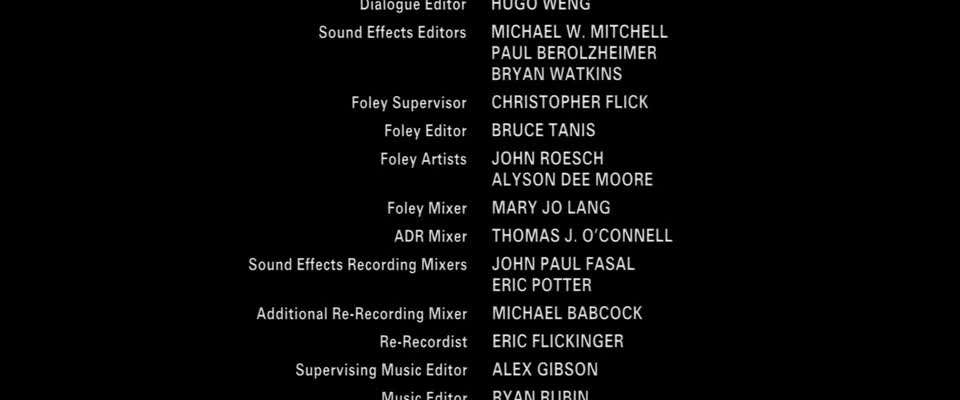 Dialogue Editor HUGO WENG
Sound Effects Editors MICHAEL W. MITCHELL
PAUL BEROLZHEIMER
BRYAN WATKINS
Foley Supervisor CHRISTOPHER FLICK
Foley Editor BRUCE TANIS
Foley Artists JOHN ROESCH
ALYSON DEE MOORE
Foley Mixer MARY JO LANG
ADR Mixer THOMAS J. O'CONNELL
Sound Effects Recording Mixers JOHN PAUL FASAL
ERIC POTTER
Additional Re-Recording Mixer MICHAEL BABCOCK
Re-Recordist ERIC FLICKINGER
Supervising Music Editor ALEX GIBSON
Music Editor RYAN RUBIN